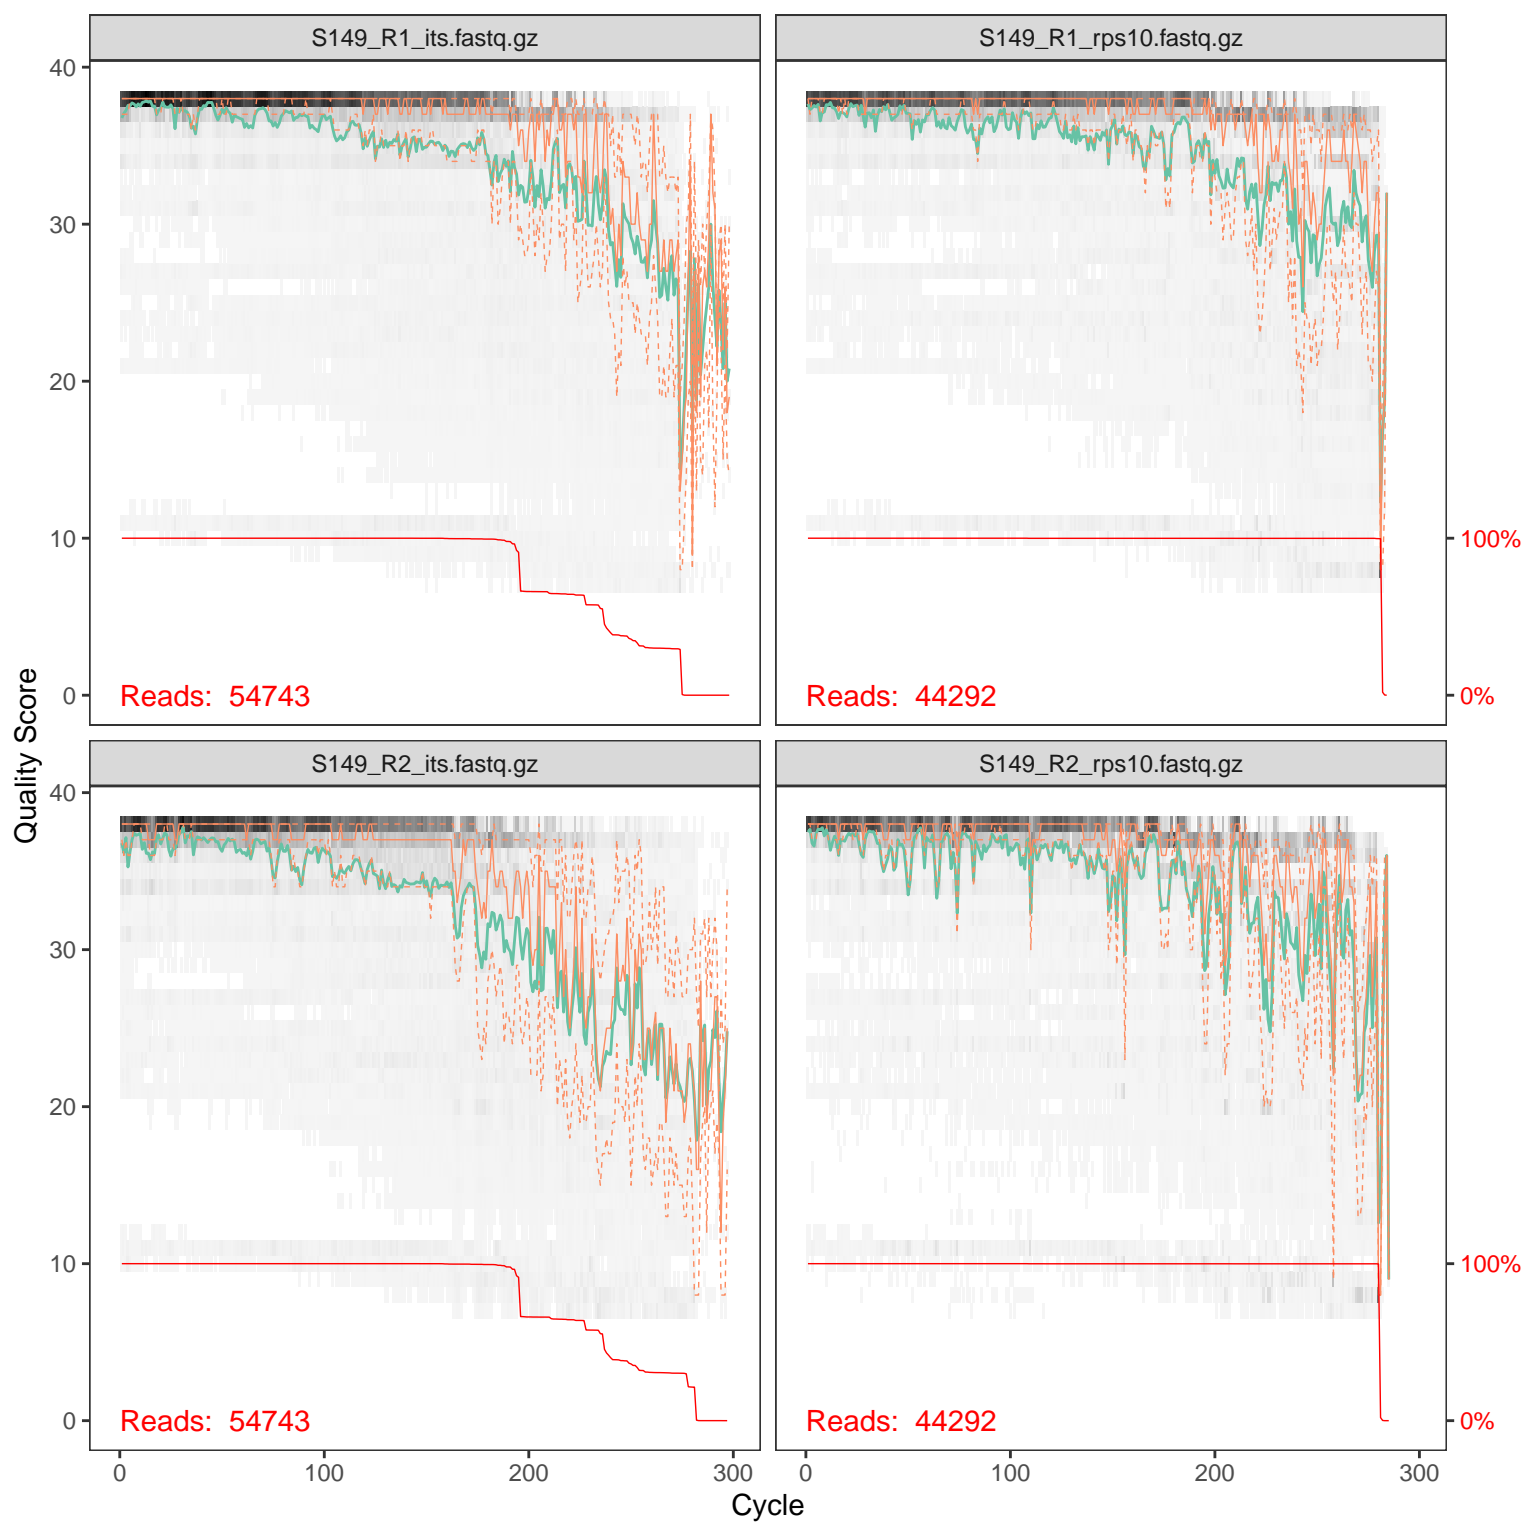 S149_R1_its.fastq.gz
S149_R1_rps10.fastq.gz
40
30
20
10
0
100%
0%
Reads: 54743
Reads: 44292
Quality Score
S149_R2_its.fastq.gz
S149_R2_rps10.fastq.gz
40
30
20
10
0
100%
0%
Reads: 54743
Reads: 44292
0 100 200 300
0 100 200 300
Cycle